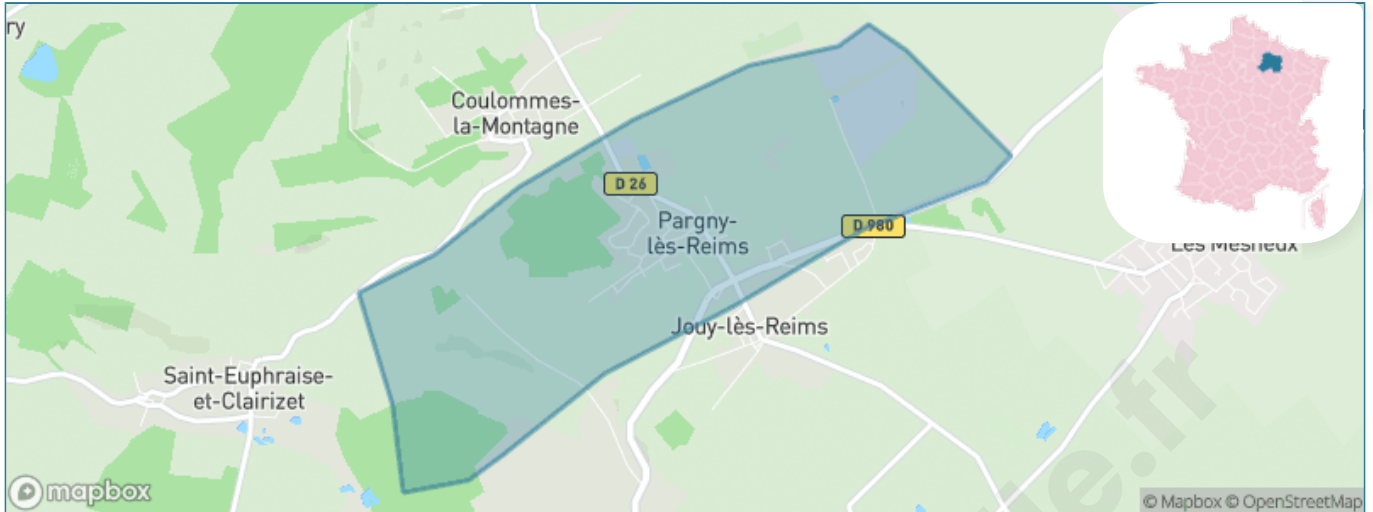 ry
Coulommes-
la-Montagne
D 26
Pargny-
lès-Reims
D 980
Les Mesneux
Jouy-lès-Reims
Saint-Euphraise-
et-Clairizet
mapbox
© Mapbox © OpenStreetMap